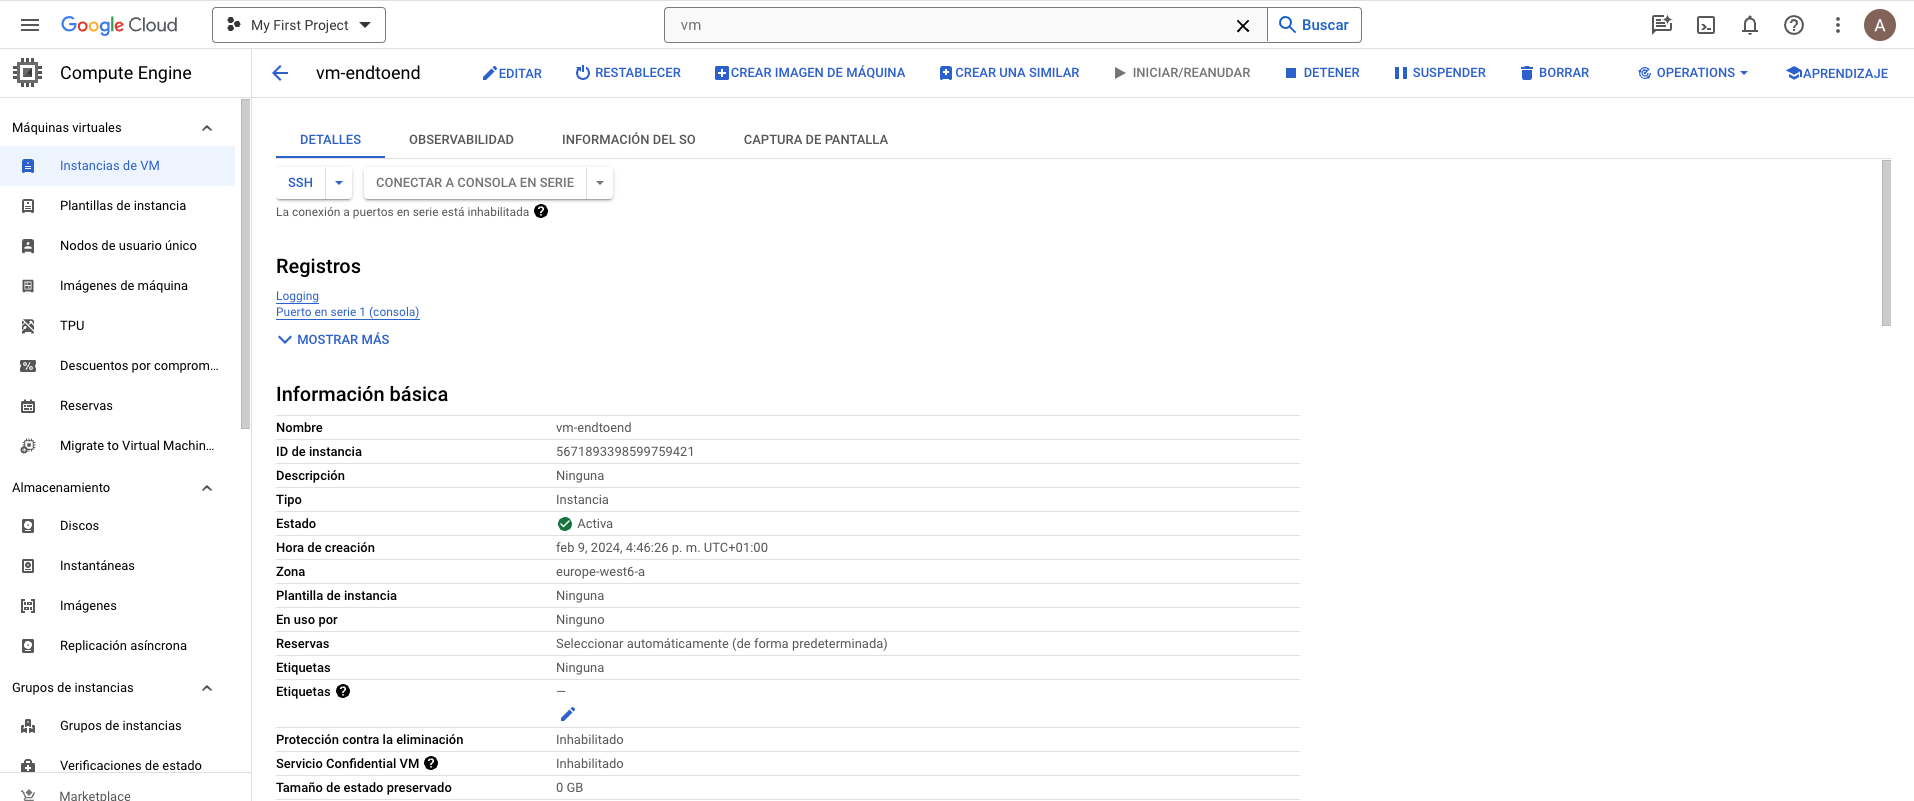 Google Cloud
My First Project
vm
Buscar
A
Compute Engine
vm-endtoend
EDITAR
RESTABLECER
CREAR IMAGEN DE MÁQUINA
CREAR UNA SIMILAR
INICIAR/REANUDAR
DETENER
SUSPENDER
BORRAR
OPERATIONS
APRENDIZAJE
Máquinas virtuales
Instancias de VM
Plantillas de instancia
Nodos de usuario único
Imágenes de máquina
TPU
Descuentos por comprom...
Reservas
Migrate to Virtual Machin...
Almacenamiento
Discos
Instantáneas
Imágenes
Replicación asíncrona
Grupos de instancias
Grupos de instancias
Verificaciones de estado
Marketplace
DETALLES
OBSERVABILIDAD
INFORMACIÓN DEL SO
CAPTURA DE PANTALLA
SSH
CONECTAR A CONSOLA EN SERIE
La conexión a puertos en serie está inhabilitada
Registros
Logging
Puerto en serie 1 (consola)
MOSTRAR MÁS
Información básica
Nombre vm-endtoend
ID de instancia 5671893398599759421
Descripción Ninguna
Tipo Instancia
Estado Activa
Hora de creación feb 9, 2024, 4:46:26 p. m. UTC+01:00
Zona europe-west6-a
Plantilla de instancia Ninguna
En uso por Ninguno
Reservas Seleccionar automáticamente (de forma predeterminada)
Etiquetas Ninguna
Etiquetas —
Protección contra la eliminación Inhabilitado
Servicio Confidential VM Inhabilitado
Tamaño de estado preservado 0 GB